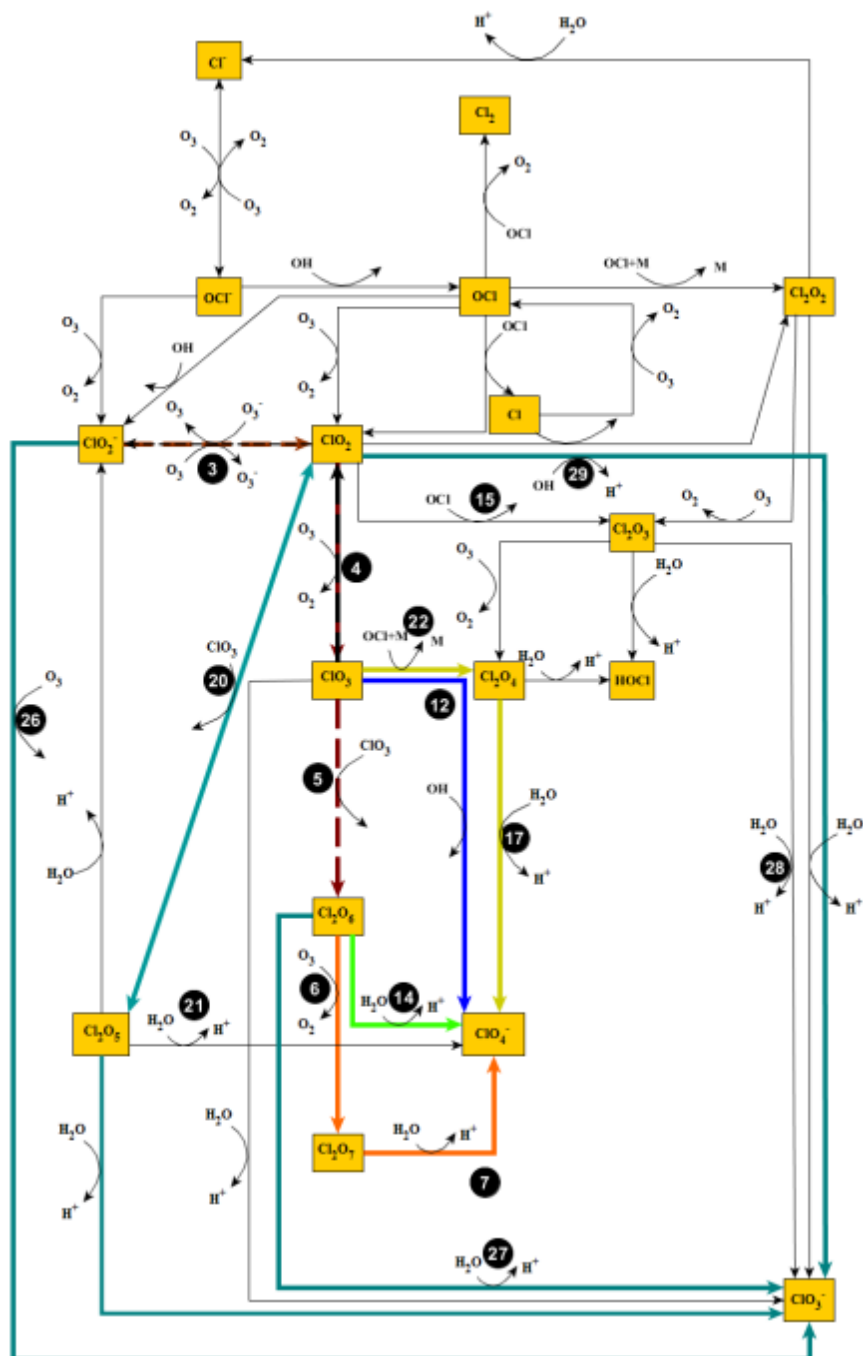 H⁺ H₂O
Cl⁻
Cl₂
O₃ O₂
O₂
O₂ O₃
OCl
OH
OCl+M M
OCl⁻ OCl Cl₂O₂
O₃ O₃ OCl O₂
OH
O₂ O₂ O₃
Cl
O₃ O₃⁻
ClO₂⁻ ClO₂
O₃ O₃⁻
3
OH 29 H⁺
OCl 15
O₂ O₃
Cl₂O₃
O₃ O₃ H₂O
4
O₂ O₂ H⁺
22
OCl+M M
ClO₃ 20
H₂O H⁺
ClO₃ Cl₂O₄ HOCl
12
O₃
26
5 ClO₃
OH H₂O
H⁺ 17
H₂O H₂O
H₂O H⁺ 28
H⁺ H⁺
Cl₂O₆
O₃
6 H₂O 14 H⁺
21
H₂O H⁺ O₂
Cl₂O₅ ClO₄⁻
H₂O H₂O
H₂O H⁺
Cl₂O₇
7
H⁺ H⁺
27
H₂O H⁺
ClO₃⁻